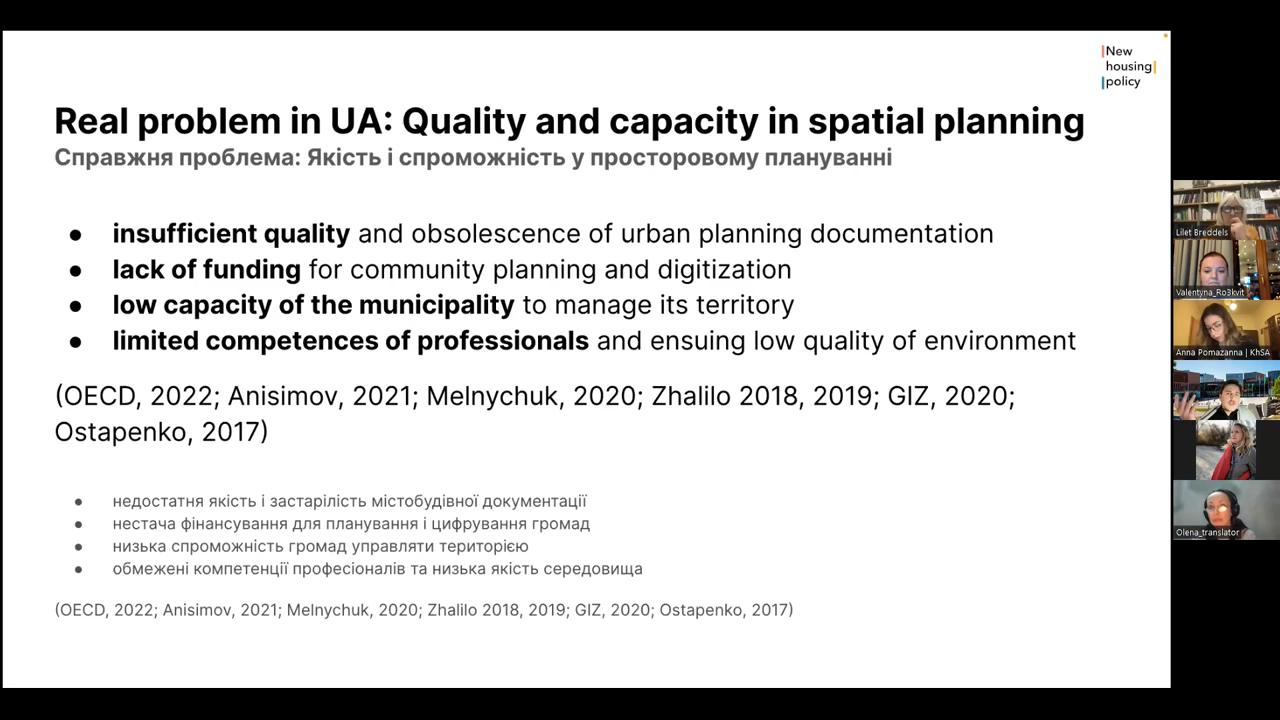 New
housing
policy
Real problem in UA: Quality and capacity in spatial planning
Справжня проблема: Якість і спроможність у просторовому плануванні
● insufficient quality and obsolescence of urban planning documentation
● lack of funding for community planning and digitization
● low capacity of the municipality to manage its territory
● limited competences of professionals and ensuing low quality of environment
(OECD, 2022; Anisimov, 2021; Melnychuk, 2020; Zhalilo 2018, 2019; GIZ, 2020;
Ostapenko, 2017)
● недостатня якість і застарілість містобудівної документації
● нестача фінансування для планування і цифрування громад
● низька спроможність громад управляти територією
● обмежені компетенції професіоналів та низька якість середовища
(OECD, 2022; Anisimov, 2021; Melnychuk, 2020; Zhalilo 2018, 2019; GIZ, 2020; Ostapenko, 2017)
Lilet Breddels
Valentyna_Ro3kvit
Anna Pomazanna | KhSA
Olena_translator